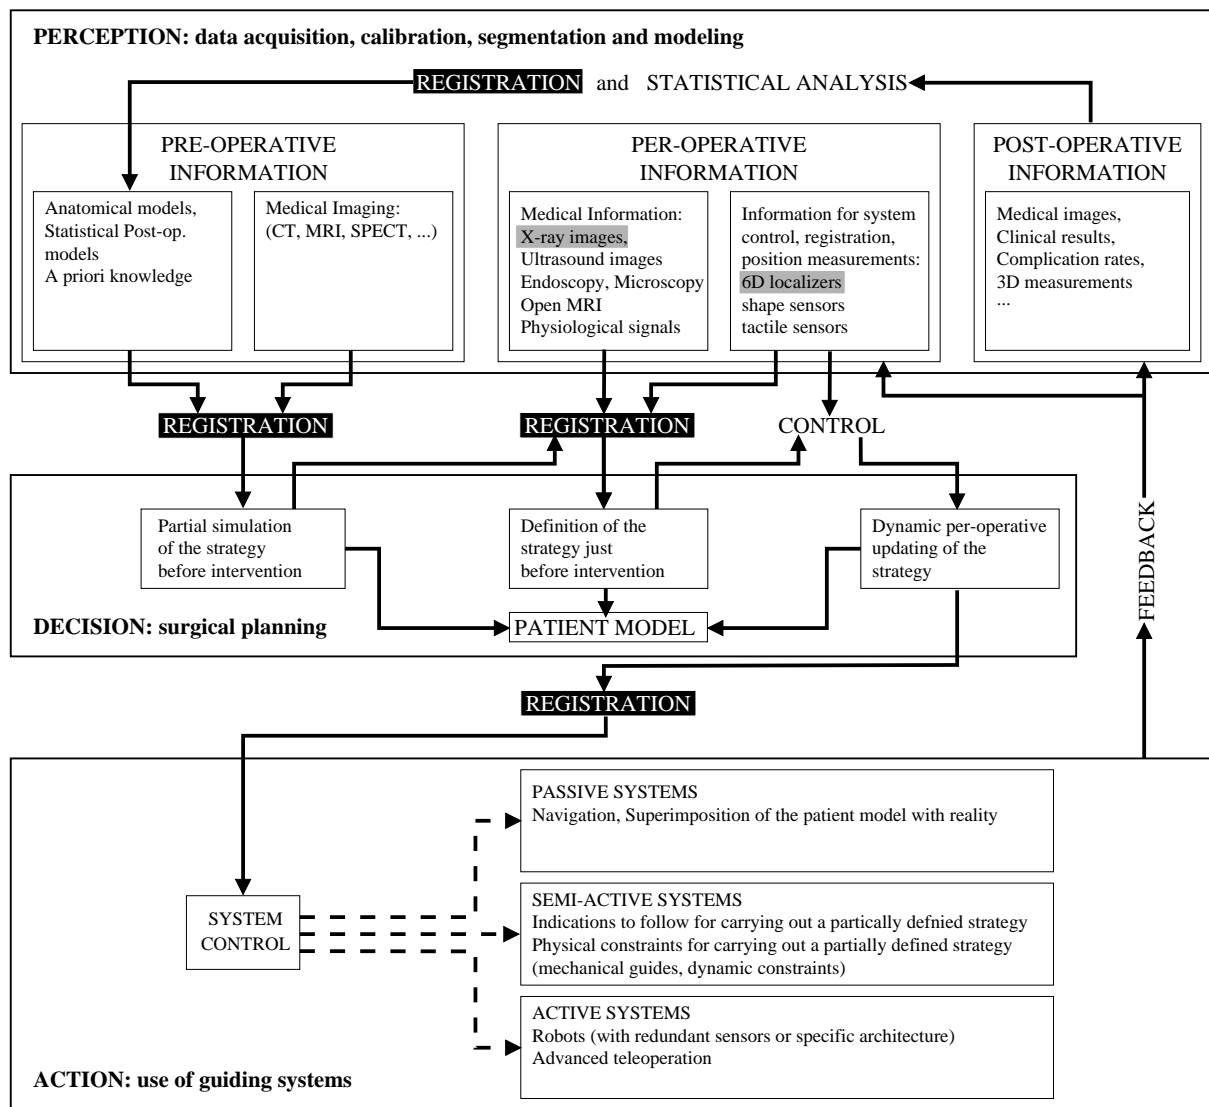 PERCEPTION: data acquisition, calibration, segmentation and modeling
REGISTRATION and STATISTICAL ANALYSIS
PRE-OPERATIVE
INFORMATION
Anatomical models,
Statistical Post-op.
models
A priori knowledge
Medical Imaging:
(CT, MRI, SPECT, ...)
PER-OPERATIVE
INFORMATION
Medical Information:
X-ray images,
Ultrasound images
Endoscopy, Microscopy
Open MRI
Physiological signals
Information for system
control, registration,
position measurements:
6D localizers
shape sensors
tactile sensors
POST-OPERATIVE
INFORMATION
Medical images,
Clinical results,
Complication rates,
3D measurements
...
REGISTRATION
REGISTRATION
CONTROL
Partial simulation
of the strategy
before intervention
Definition of the
strategy just
before intervention
Dynamic per-operative
updating of the
strategy
FEEDBACK
DECISION: surgical planning
PATIENT MODEL
REGISTRATION
PASSIVE SYSTEMS
Navigation, Superimposition of the patient model with reality
SYSTEM
CONTROL
SEMI-ACTIVE SYSTEMS
Indications to follow for carrying out a partically defnied strategy
Physical constraints for carrying out a partially defined strategy
(mechanical guides, dynamic constraints)
ACTIVE SYSTEMS
Robots (with redundant sensors or specific architecture)
Advanced teleoperation
ACTION: use of guiding systems